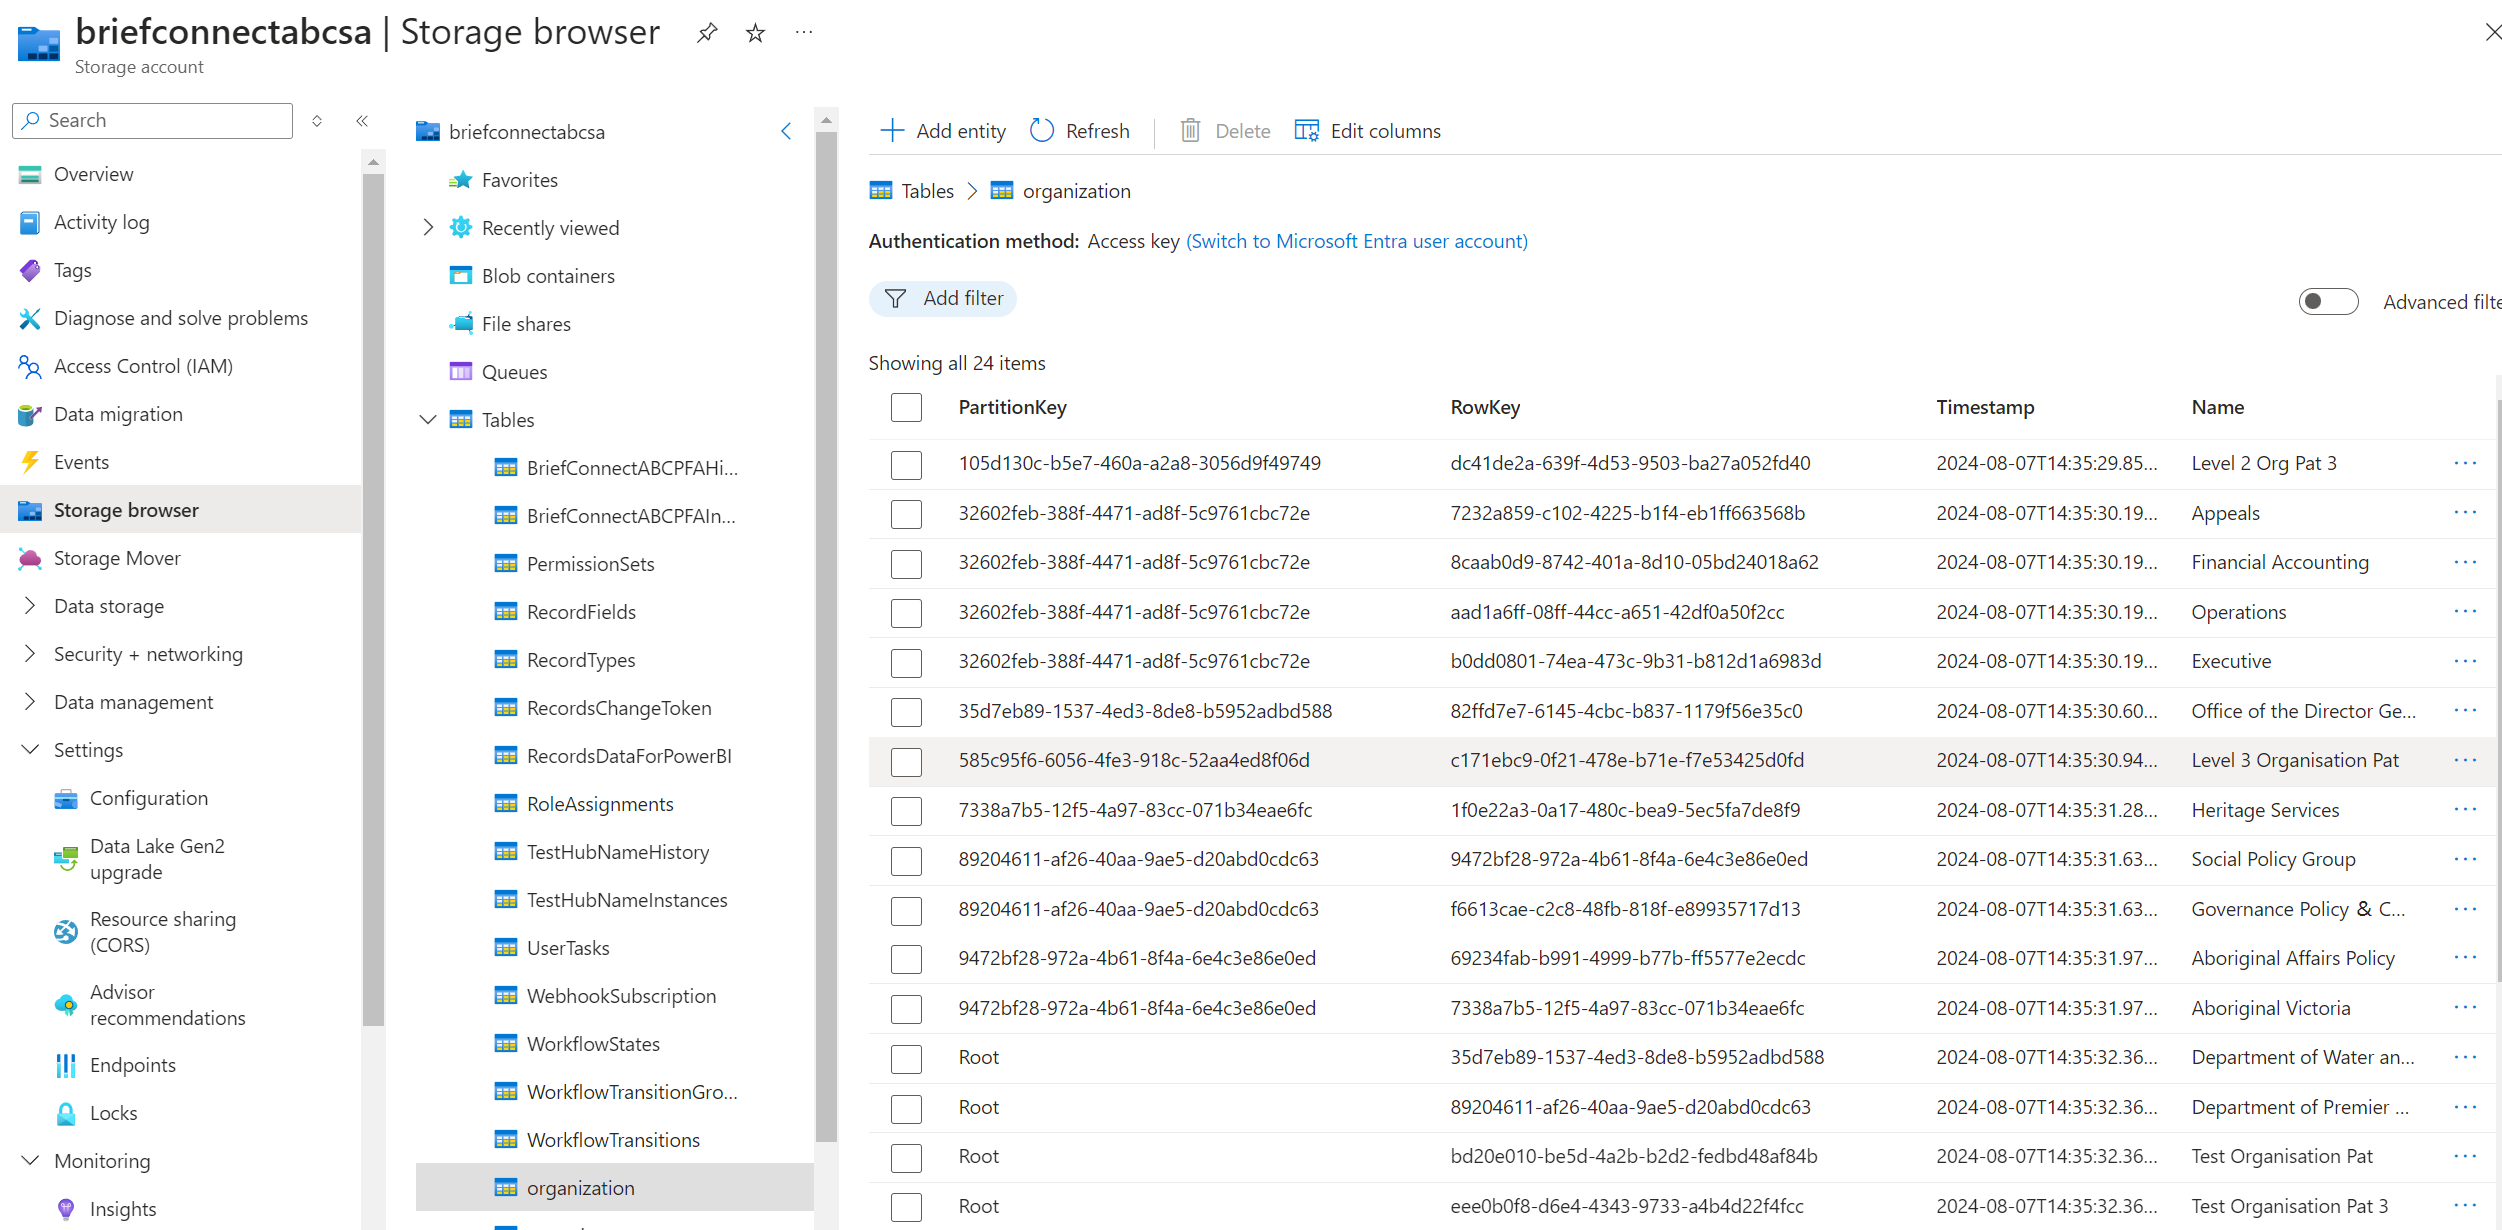 briefconnectabcsa | Storage browser
Storage account
Search
Overview
Activity log
Tags
Diagnose and solve problems
Access Control (IAM)
Data migration
Events
Storage browser
Storage Mover
Data storage
Security + networking
Data management
Settings
Configuration
Data Lake Gen2
upgrade
Resource sharing
(CORS)
Advisor
recommendations
Endpoints
Locks
Monitoring
Insights
briefconnectabcsa
Favorites
Recently viewed
Blob containers
File shares
Queues
Tables
BriefConnectABCPFAHi...
BriefConnectABCPFAIn...
PermissionSets
RecordFields
RecordTypes
RecordsChangeToken
RecordsDataForPowerBI
RoleAssignments
TestHubNameHistory
TestHubNameInstances
UserTasks
WebhookSubscription
WorkflowStates
WorkflowTransitionGro...
WorkflowTransitions
organization
Add entity Refresh Delete Edit columns
Tables > organization
Authentication method: Access key (Switch to Microsoft Entra user account)
Add filter
Advanced filte
Showing all 24 items
PartitionKey RowKey Timestamp Name
105d130c-b5e7-460a-a2a8-3056d9f49749 dc41de2a-639f-4d53-9503-ba27a052fd40 2024-08-07T14:35:29.85... Level 2 Org Pat 3
32602feb-388f-4471-ad8f-5c9761cbc72e 7232a859-c102-4225-b1f4-eb1ff663568b 2024-08-07T14:35:30.19... Appeals
32602feb-388f-4471-ad8f-5c9761cbc72e 8caab0d9-8742-401a-8d10-05bd24018a62 2024-08-07T14:35:30.19... Financial Accounting
32602feb-388f-4471-ad8f-5c9761cbc72e aad1a6ff-08ff-44cc-a651-42df0a50f2cc 2024-08-07T14:35:30.19... Operations
32602feb-388f-4471-ad8f-5c9761cbc72e b0dd0801-74ea-473c-9b31-b812d1a6983d 2024-08-07T14:35:30.19... Executive
35d7eb89-1537-4ed3-8de8-b5952adbd588 82ffd7e7-6145-4cbc-b837-1179f56e35c0 2024-08-07T14:35:30.60... Office of the Director Ge...
585c95f6-6056-4fe3-918c-52aa4ed8f06d c171ebc9-0f21-478e-b71e-f7e53425d0fd 2024-08-07T14:35:30.94... Level 3 Organisation Pat
7338a7b5-12f5-4a97-83cc-071b34eae6fc 1f0e22a3-0a17-480c-bea9-5ec5fa7de8f9 2024-08-07T14:35:31.28... Heritage Services
89204611-af26-40aa-9ae5-d20abd0cdc63 9472bf28-972a-4b61-8f4a-6e4c3e86e0ed 2024-08-07T14:35:31.63... Social Policy Group
89204611-af26-40aa-9ae5-d20abd0cdc63 f6613cae-c2c8-48fb-818f-e89935717d13 2024-08-07T14:35:31.63... Governance Policy & C...
9472bf28-972a-4b61-8f4a-6e4c3e86e0ed 69234fab-b991-4999-b77b-ff5577e2ecdc 2024-08-07T14:35:31.97... Aboriginal Affairs Policy
9472bf28-972a-4b61-8f4a-6e4c3e86e0ed 7338a7b5-12f5-4a97-83cc-071b34eae6fc 2024-08-07T14:35:31.97... Aboriginal Victoria
Root 35d7eb89-1537-4ed3-8de8-b5952adbd588 2024-08-07T14:35:32.36... Department of Water an...
Root 89204611-af26-40aa-9ae5-d20abd0cdc63 2024-08-07T14:35:32.36... Department of Premier ...
Root bd20e010-be5d-4a2b-b2d2-fedbd48af84b 2024-08-07T14:35:32.36... Test Organisation Pat
Root eee0b0f8-d6e4-4343-9733-a4b4d22f4fcc 2024-08-07T14:35:32.36... Test Organisation Pat 3